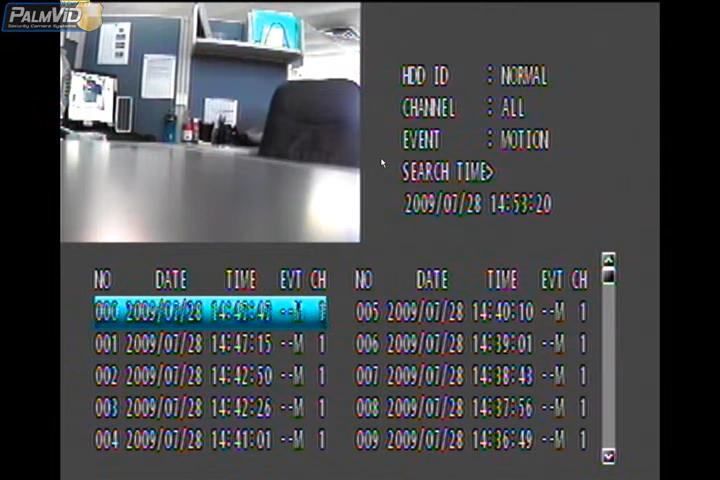 PALMVID
Security Camera Systems
HDD ID : NORMAL
CHANNEL : ALL
EVENT : MOTION
SEARCH TIME>
2009/07/28 14:53:20
NO DATE TIME EVT CH NO DATE TIME EVT CH
000 2009/07/28 14:47:47 --M 1 005 2009/07/28 14:40:10 --M 1
001 2009/07/28 14:47:15 --M 1 006 2009/07/28 14:39:01 --M 1
002 2009/07/28 14:42:50 --M 1 007 2009/07/28 14:38:43 --M 1
003 2009/07/28 14:42:26 --M 1 008 2009/07/28 14:37:56 --M 1
004 2009/07/28 14:41:01 --M 1 009 2009/07/28 14:36:49 --M 1